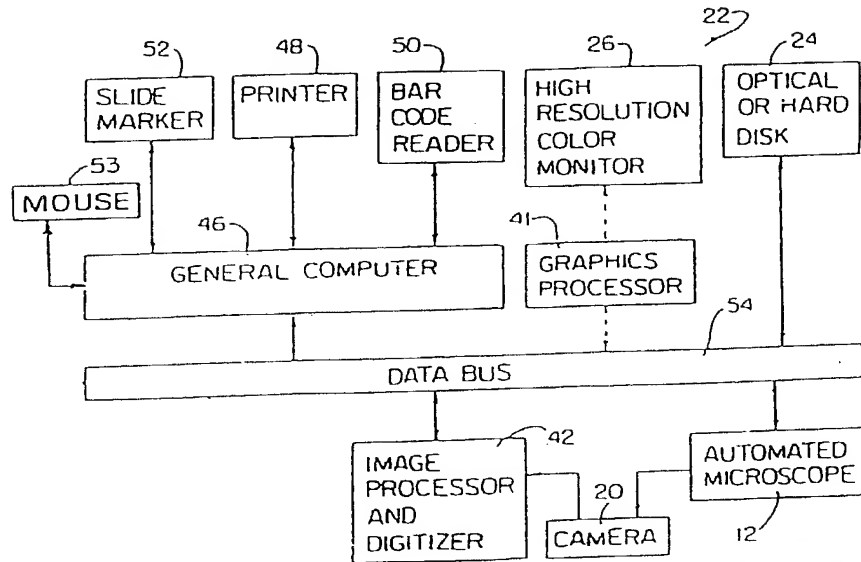 52
48
50
26
22
24
SLIDE
MARKER
PRINTER
BAR
CODE
READER
HIGH
RESOLUTION
COLOR
MONITOR
OPTICAL
OR HARD
DISK
53
MOUSE
46
GENERAL COMPUTER
41
GRAPHICS
PROCESSOR
54
DATA BUS
42
IMAGE
PROCESSOR
AND
DIGITIZER
20
CAMERA
AUTOMATED
MICROSCOPE
12